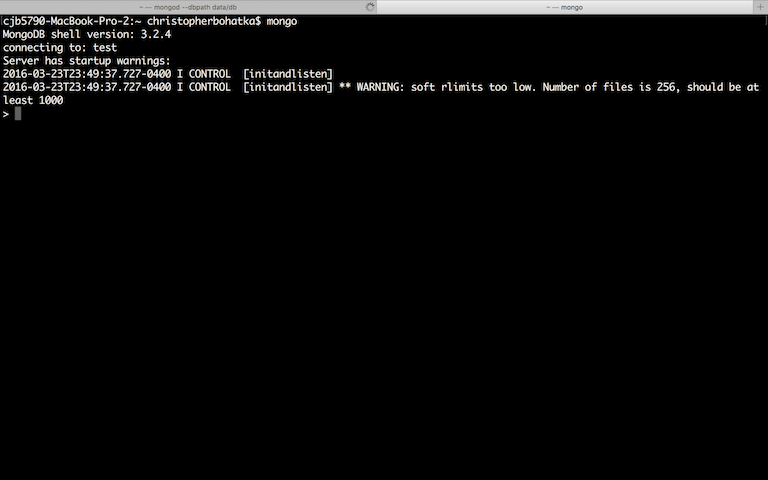 ~ — mongod --dbpath data/db
~ — mongo
cjb5790-MacBook-Pro-2:~ christopherbohatka$ mongo
MongoDB shell version: 3.2.4
connecting to: test
Server has startup warnings:
2016-03-23T23:49:37.727-0400 I CONTROL  [initandlisten]
2016-03-23T23:49:37.727-0400 I CONTROL  [initandlisten] ** WARNING: soft rlimits too low. Number of files is 256, should be at
least 1000
>